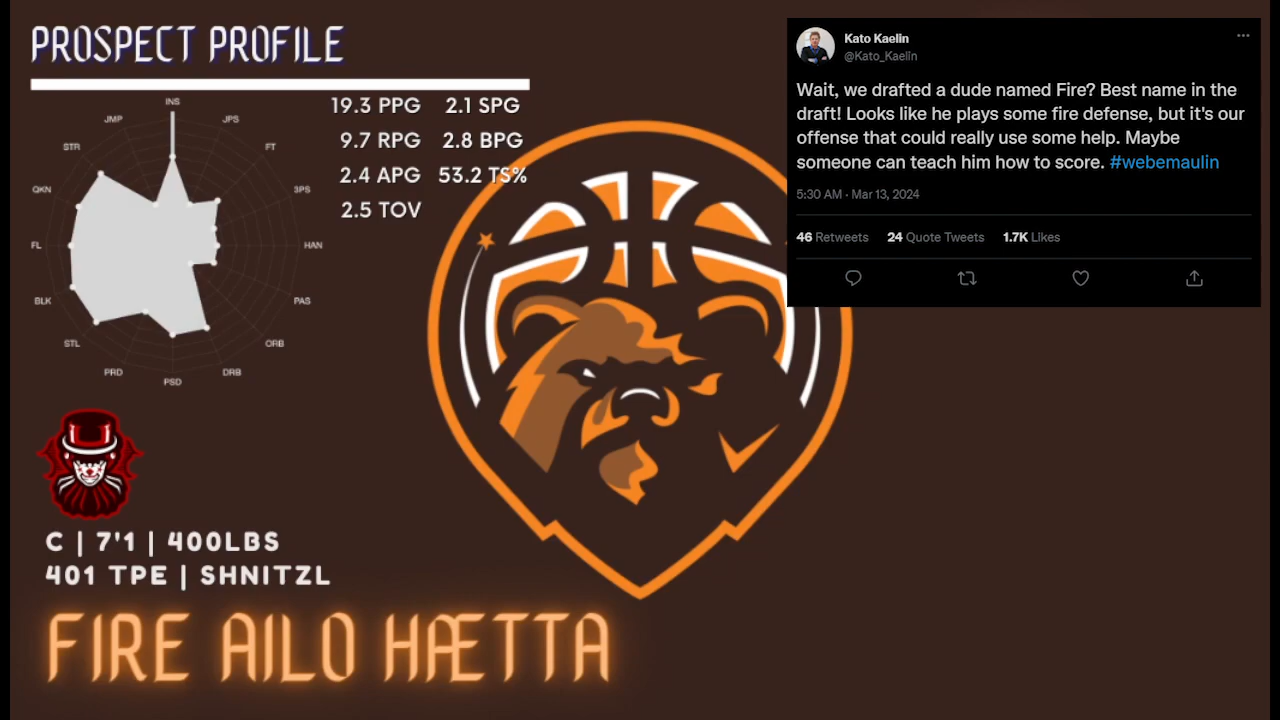 PROSPECT PROFILE
INS
JMP
JPS
STR
FT
QKN
3PS
FL
HAN
BLK
PAS
STL
ORB
PRD
DRB
PSD
19.3 PPG 2.1 SPG
9.7 RPG 2.8 BPG
2.4 APG 53.2 TS%
2.5 TOV
Kato Kaelin
@Kato_Kaelin
Wait, we drafted a dude named Fire? Best name in the
draft! Looks like he plays some fire defense, but it's our
offense that could really use some help. Maybe
someone can teach him how to score. #webemaulin
5:30 AM · Mar 13, 2024
46 Retweets 24 Quote Tweets 1.7K Likes
C | 7'1 | 400LBS
401 TPE | SHNITZL
FIRE AILO HÆTTA